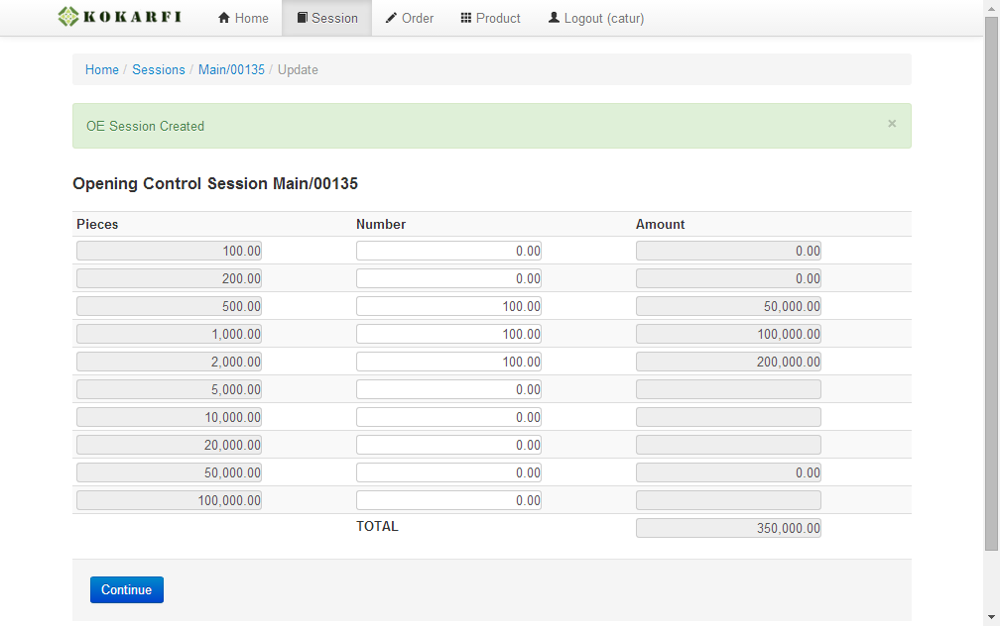 KOKARFI Home Session Order Product Logout (catur)
Home / Sessions / Main/00135 / Update
OE Session Created ×
Opening Control Session Main/00135
Pieces Number Amount
100.00 0.00 0.00
200.00 0.00 0.00
500.00 100.00 50,000.00
1,000.00 100.00 100,000.00
2,000.00 100.00 200,000.00
5,000.00 0.00
10,000.00 0.00
20,000.00 0.00
50,000.00 0.00 0.00
100,000.00 0.00
TOTAL 350,000.00
Continue